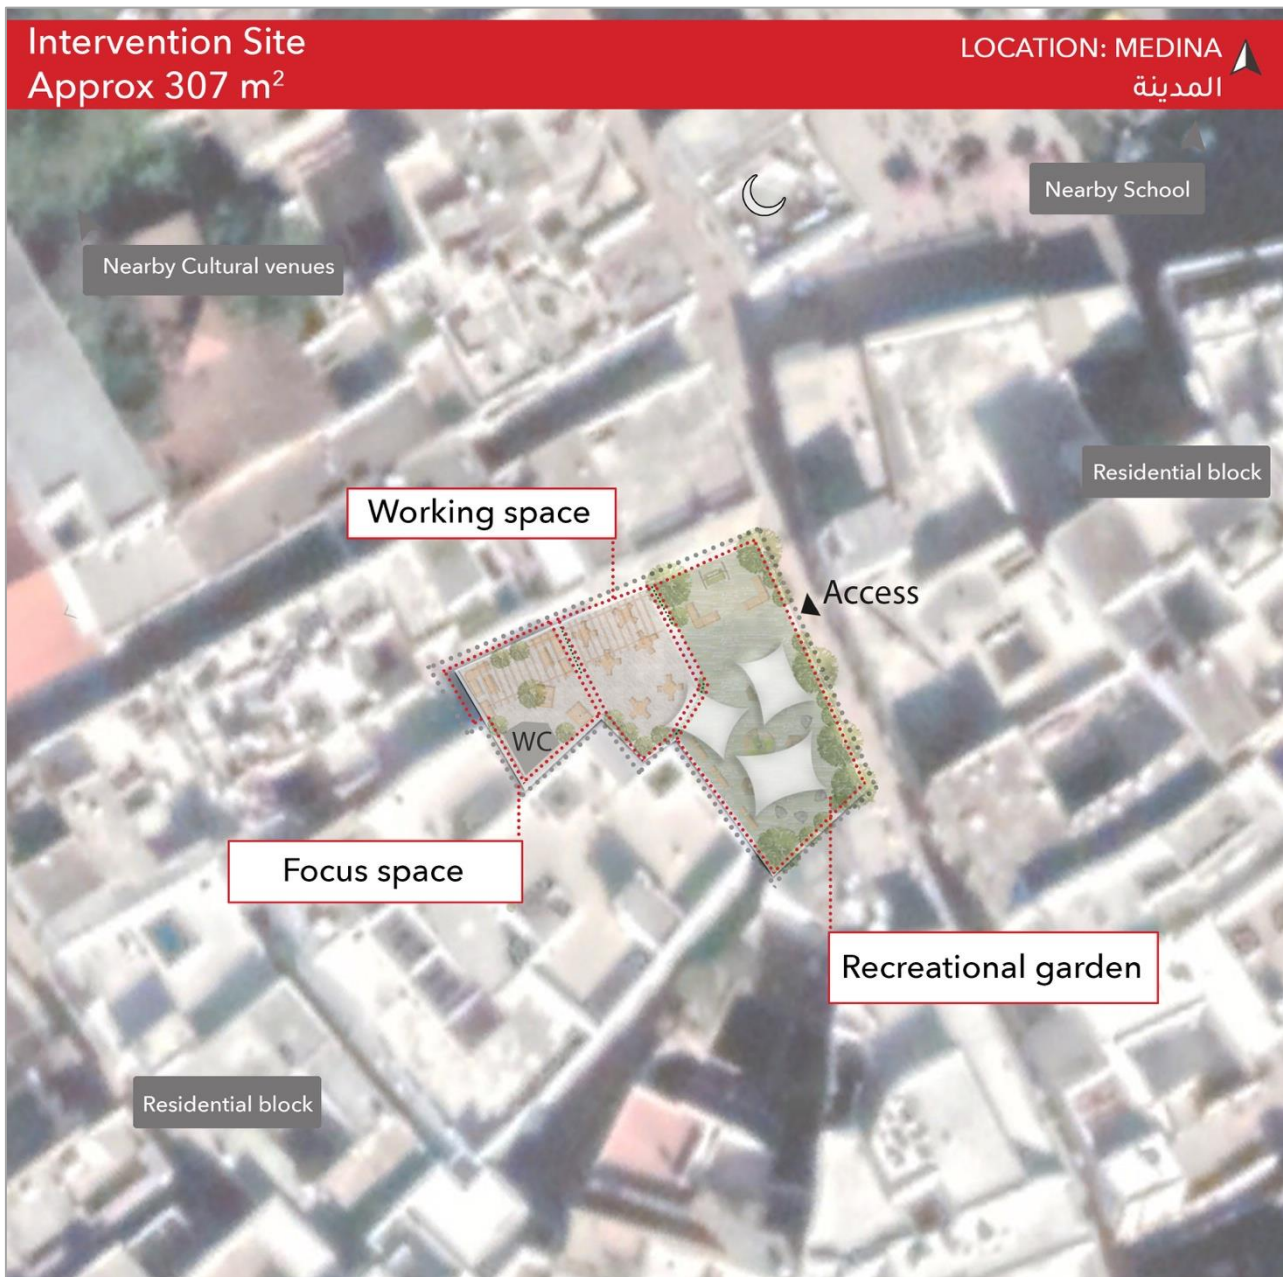 Intervention Site
Approx 307 m²
LOCATION: MEDINA
المدينة
Nearby School
Nearby Cultural venues
Residential block
Working space
Access
WC
Focus space
Recreational garden
Residential block